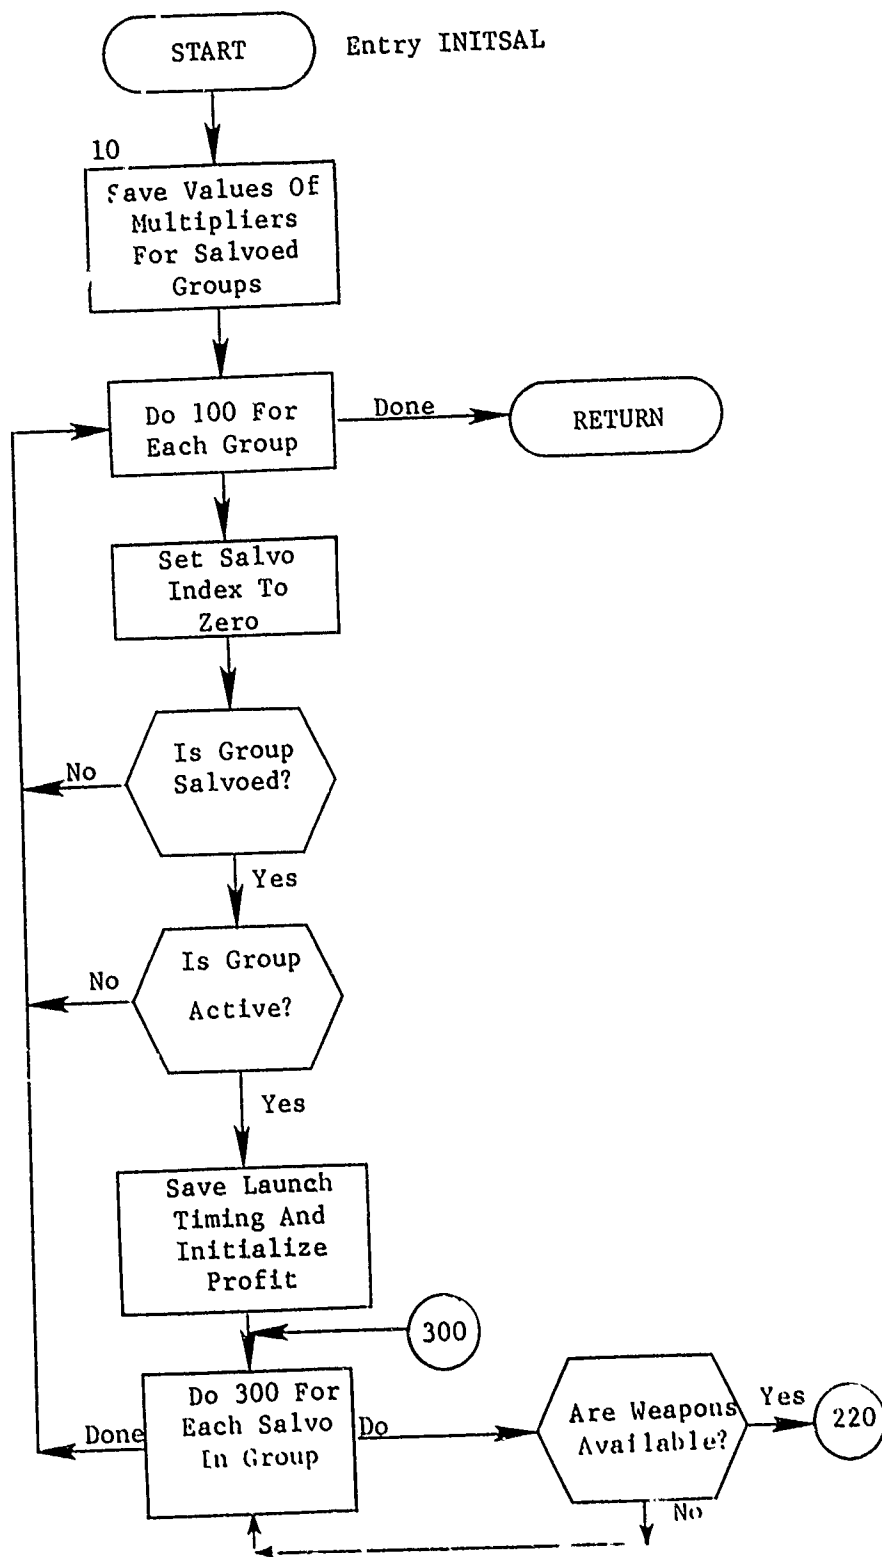 START
Entry INITSAL
10
Save Values Of
Multipliers
For Salvoed
Groups
Do 100 For
Each Group
Done
RETURN
Set Salvo
Index To
Zero
Is Group
Salvoed?
No
Yes
Is Group
Active?
No
Yes
Save Launch
Timing And
Initialize
Profit
300
Do 300 For
Each Salvo
In Group
Done
Do
Are Weapons
Available?
Yes
220
No